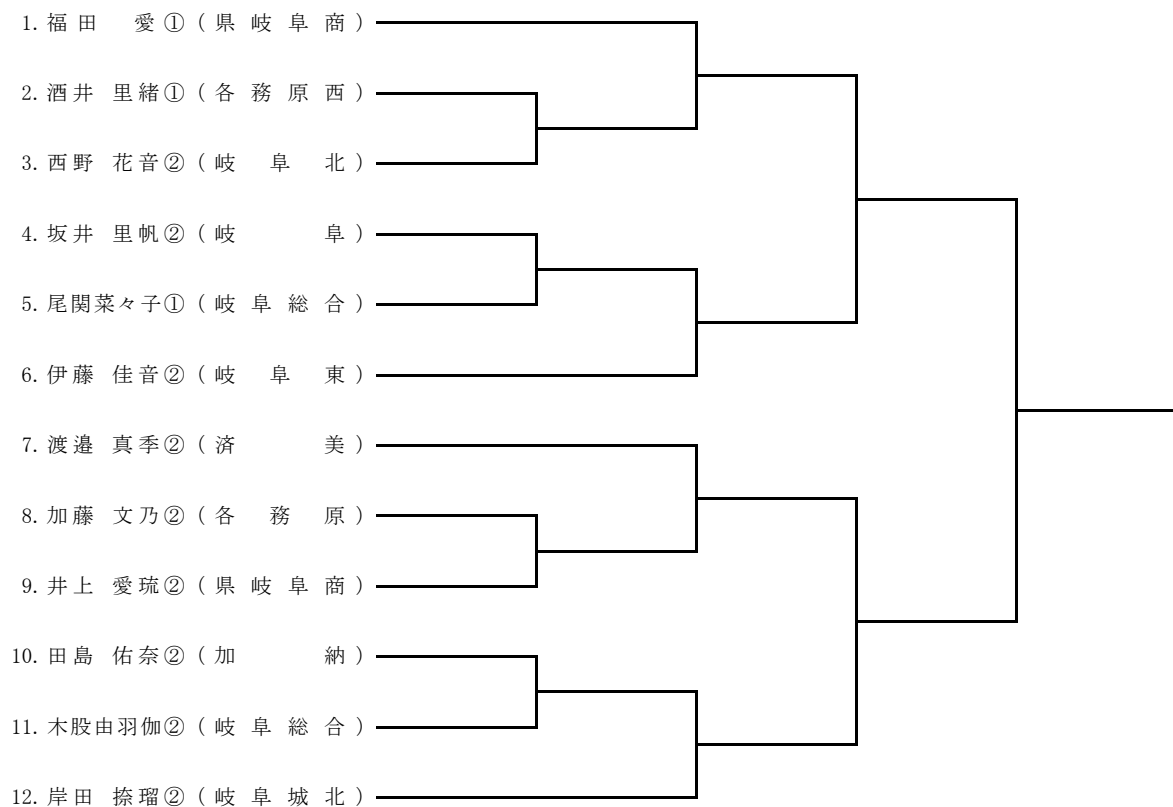 1. 福田 愛①(県岐阜商)
2. 酒井 里緒①(各務原西)
3. 西野 花音②(岐阜北)
4. 坂井 里帆②(岐阜)
5. 尾関菜々子①(岐阜総合)
6. 伊藤 佳音②(岐阜東)
7. 渡邉 真季②(済美)
8. 加藤 文乃②(各務原)
9. 井上 愛琉②(県岐阜商)
10. 田島 佑奈②(加納)
11. 木股由羽伽②(岐阜総合)
12. 岸田 捺瑠②(岐阜城北)